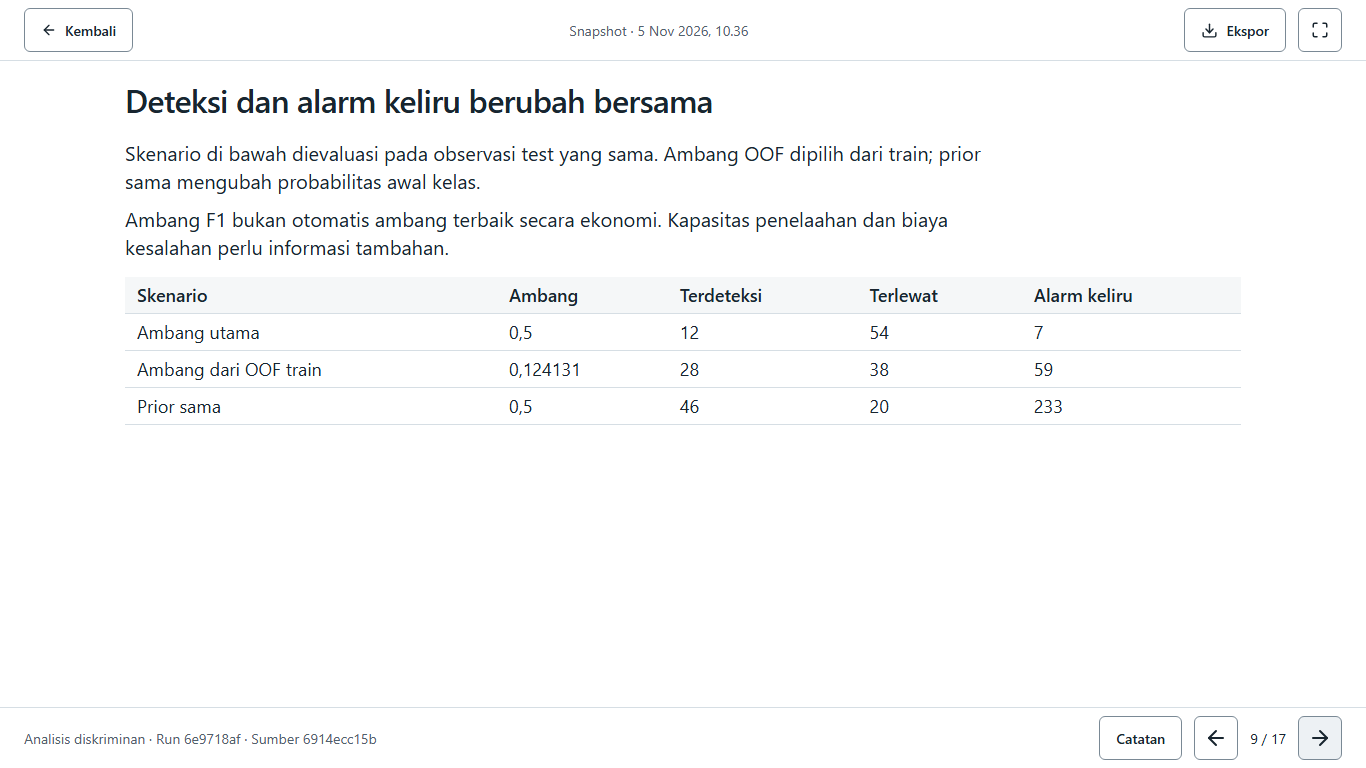 Kembali
Snapshot · 5 Nov 2026, 10.36
Ekspor
Deteksi dan alarm keliru berubah bersama
Skenario di bawah dievaluasi pada observasi test yang sama. Ambang OOF dipilih dari train; prior
sama mengubah probabilitas awal kelas.
Ambang F1 bukan otomatis ambang terbaik secara ekonomi. Kapasitas penelaahan dan biaya
kesalahan perlu informasi tambahan.
Skenario Ambang Terdeteksi Terlewat Alarm keliru
Ambang utama 0,5 12 54 7
Ambang dari OOF train 0,124131 28 38 59
Prior sama 0,5 46 20 233
Analisis diskriminan · Run 6e9718af · Sumber 6914ecc15b
Catatan
9 / 17